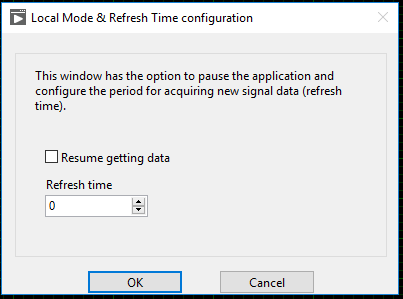 Local Mode & Refresh Time configuration
This window has the option to pause the application and
configure the period for acquiring new signal data (refresh
time).
Resume getting data
Refresh time
0
OK Cancel